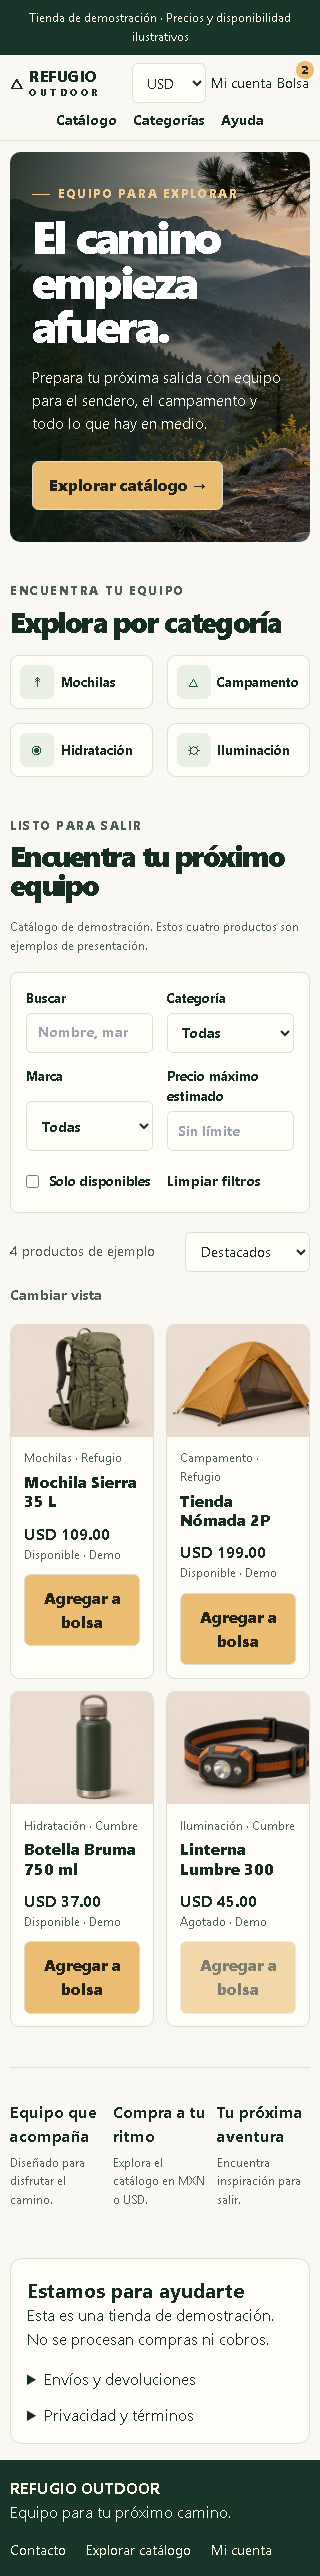 Tienda de demostración · Precios y disponibilidad
ilustrativos
REFUGIO
OUTDOOR
USD
Mi cuenta
Bolsa
2
Catálogo
Categorías
Ayuda
EQUIPO PARA EXPLORAR
El camino
empieza
afuera.
Prepara tu próxima salida con equipo
para el sendero, el campamento y
todo lo que hay en medio.
Explorar catálogo →
ENCUENTRA TU EQUIPO
Explora por categoría
Mochilas
Campamento
Hidratación
Iluminación
LISTO PARA SALIR
Encuentra tu próximo
equipo
Catálogo de demostración. Estos cuatro productos son
ejemplos de presentación.
Buscar
Nombre, mar
Categoría
Todas
Marca
Todas
Precio máximo
estimado
Sin límite
Solo disponibles
Limpiar filtros
4 productos de ejemplo
Destacados
Cambiar vista
Mochilas · Refugio
Mochila Sierra
35 L
USD 109.00
Disponible · Demo
Agregar a
bolsa
Campamento ·
Refugio
Tienda
Nómada 2P
USD 199.00
Disponible · Demo
Agregar a
bolsa
Hidratación · Cumbre
Botella Bruma
750 ml
USD 37.00
Disponible · Demo
Agregar a
bolsa
Iluminación · Cumbre
Linterna
Lumbre 300
USD 45.00
Agotado · Demo
Agregar a
bolsa
Equipo que
acompaña
Diseñado para
disfrutar el
camino.
Compra a tu
ritmo
Explora el
catálogo en MXN
o USD.
Tu próxima
aventura
Encuentra
inspiración para
salir.
Estamos para ayudarte
Esta es una tienda de demostración.
No se procesan compras ni cobros.
Envíos y devoluciones
Privacidad y términos
REFUGIO OUTDOOR
Equipo para tu próximo camino.
Contacto
Explorar catálogo
Mi cuenta